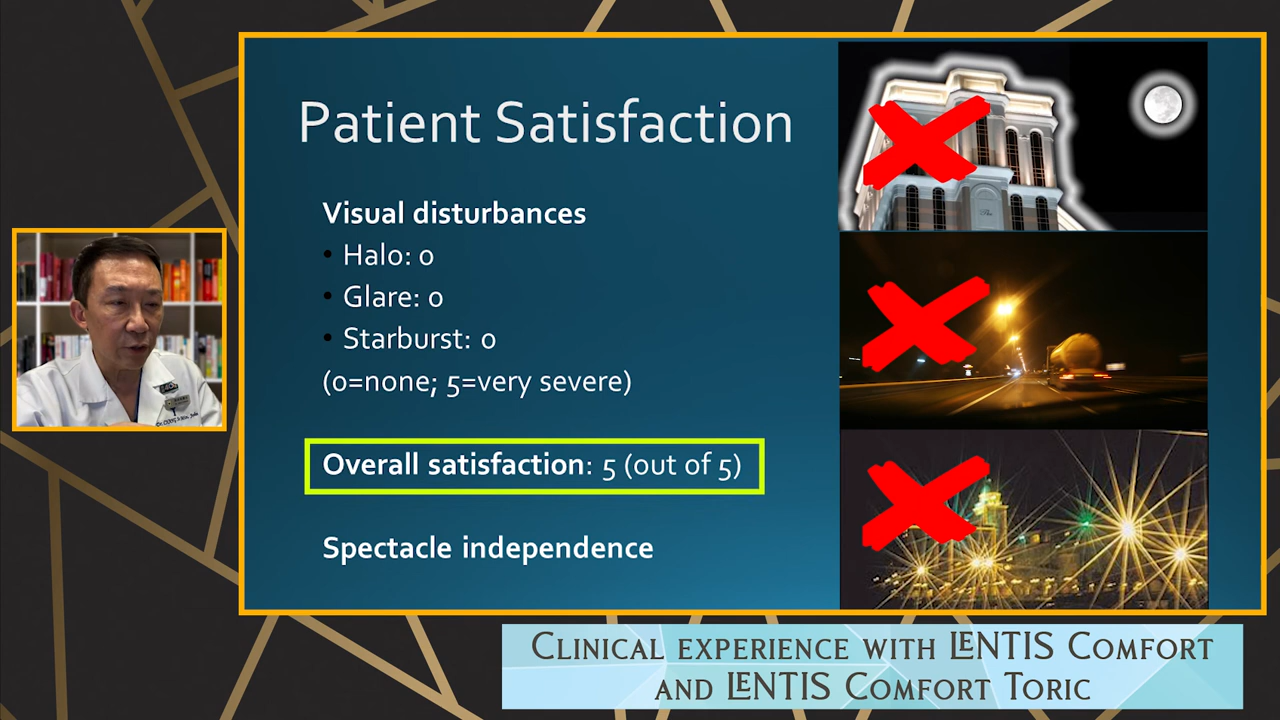 Patient Satisfaction
Visual disturbances
• Halo: 0
• Glare: 0
• Starburst: 0
(0=none; 5=very severe)
Overall satisfaction: 5 (out of 5)
Spectacle independence
CLINICAL EXPERIENCE WITH LENTIS COMFORT
AND LENTIS COMFORT TORIC